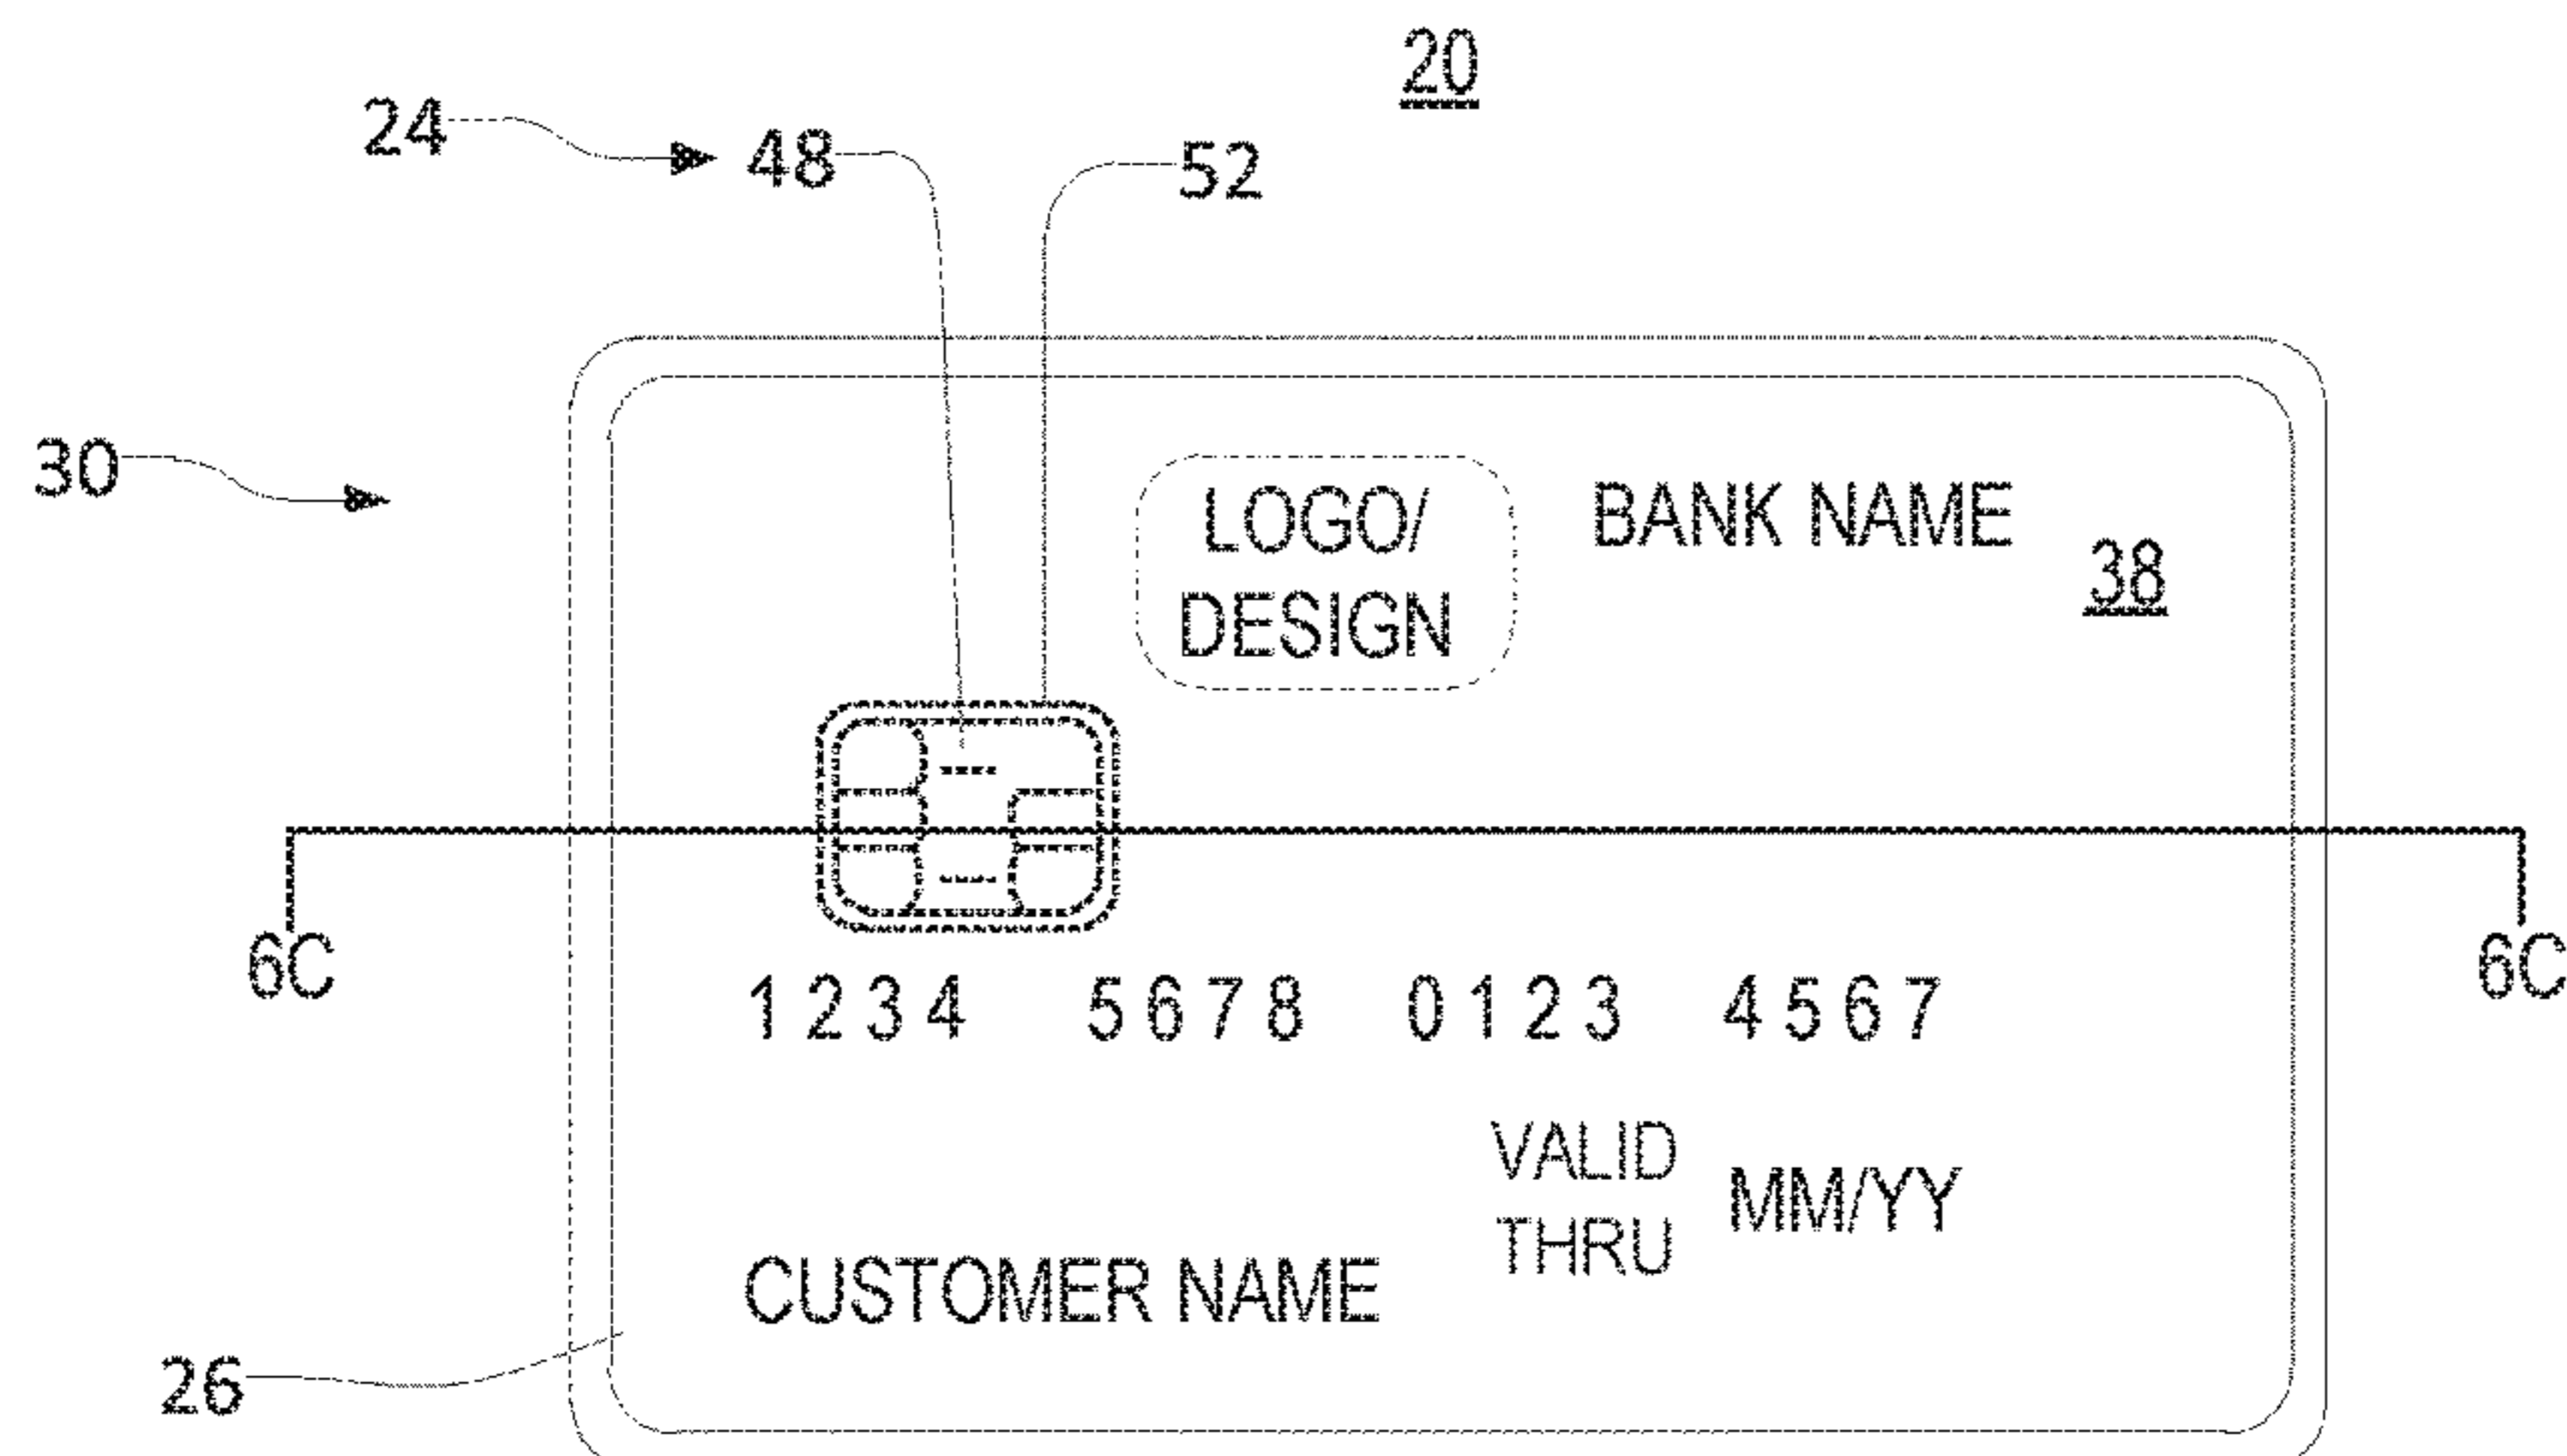 20
24 48 52
30
LOGO/
DESIGN
BANK NAME
38
6C 6C
1234 5678 0123 4567
VALID
THRU
MM/YY
CUSTOMER NAME
26